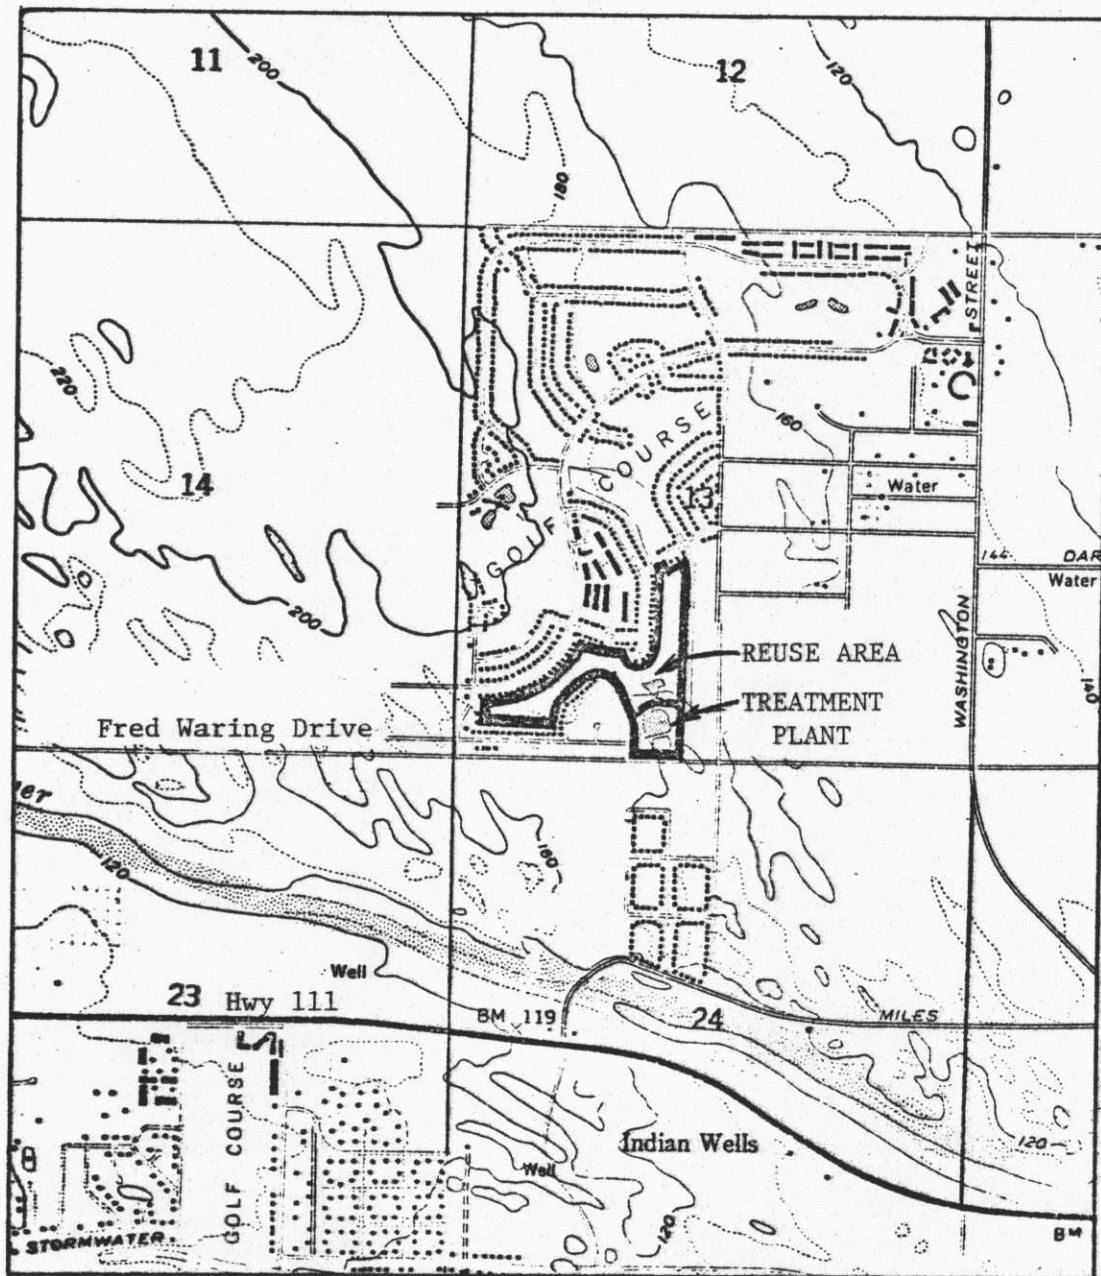 11
200
12
120
180
STREET
220
160
COURSE
14
13
Water
GOLF
144
DAR
Water
200
REUSE AREA
140
WASHINGTON
TREATMENT
PLANT
Fred Waring Drive
120
160
Well
23
Hwy 111
BM 119
24
MILES
GOLF COURSE
Indian Wells
120
Well
STORMWATER
120
BM